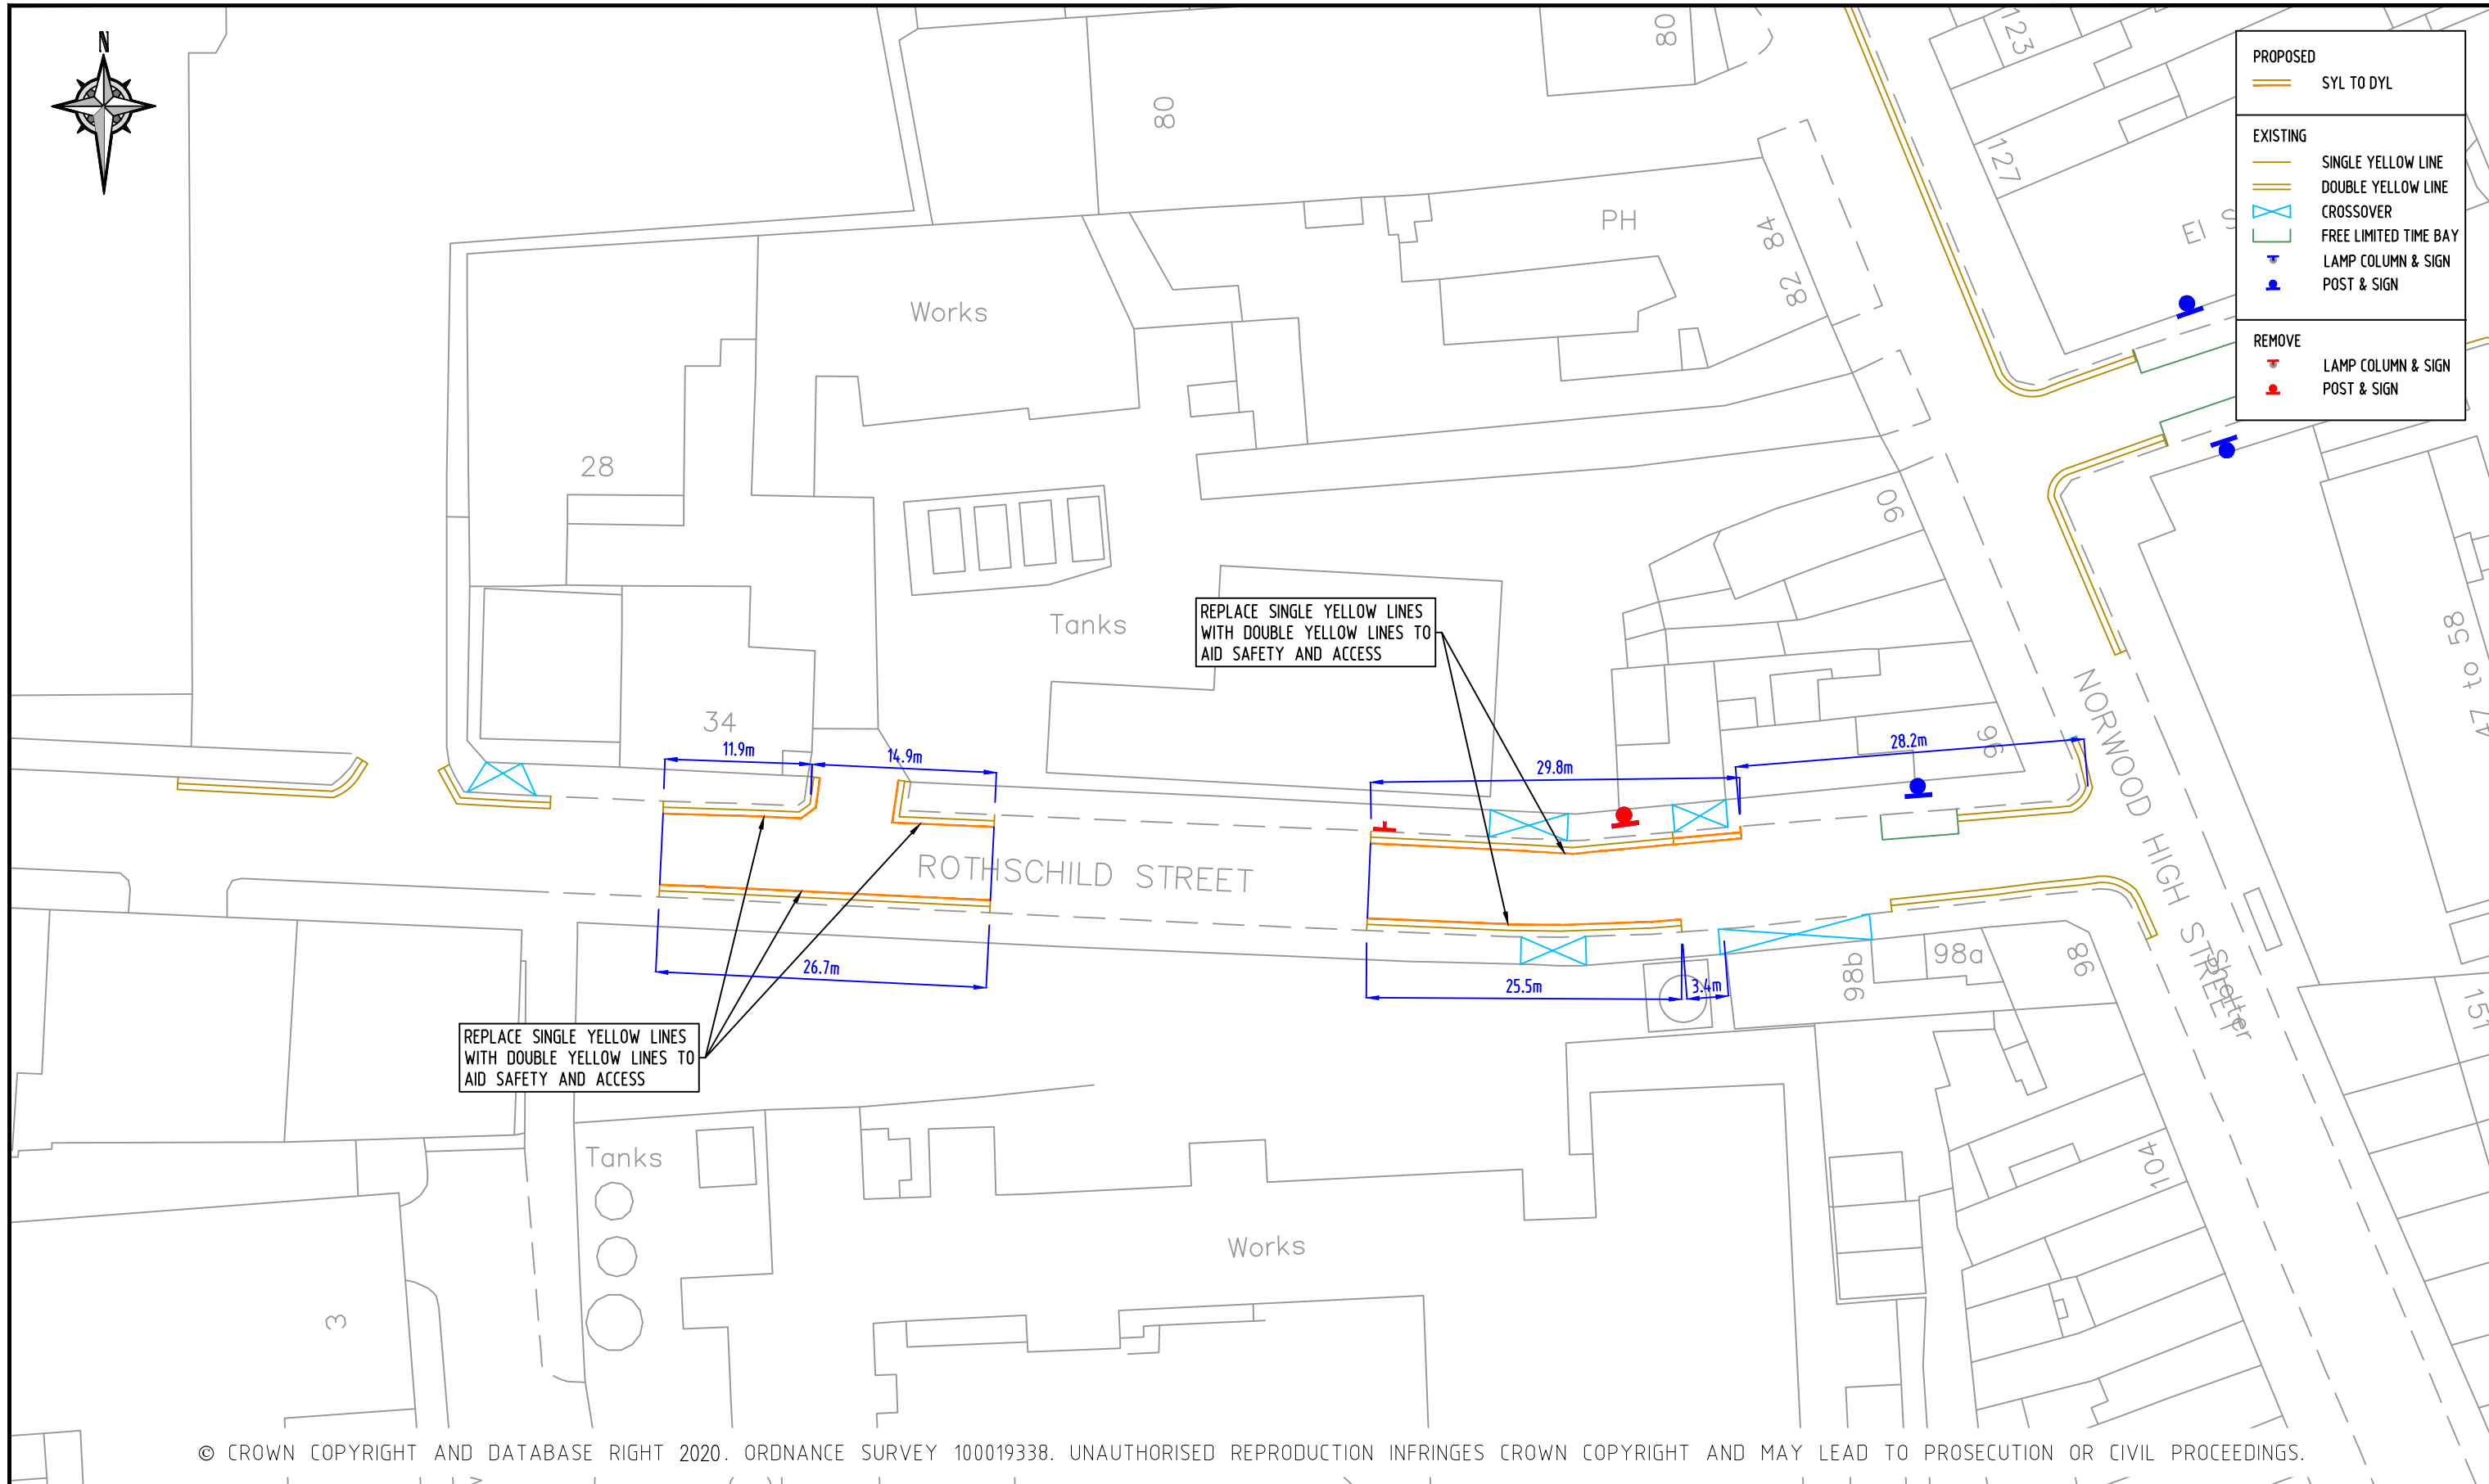 N
PROPOSED
SYL TO DYL
EXISTING
SINGLE YELLOW LINE
DOUBLE YELLOW LINE
CROSSOVER
FREE LIMITED TIME BAY
LAMP COLUMN & SIGN
POST & SIGN
REMOVE
LAMP COLUMN & SIGN
POST & SIGN
80
80
123
127
PH
84
82
El S
Works
28
90
Tanks
REPLACE SINGLE YELLOW LINES
WITH DOUBLE YELLOW LINES TO
AID SAFETY AND ACCESS
47 to 58
34
96
11.9m
14.9m
29.8m
28.2m
NORWOOD HIGH STREET
ROTHSCHILD STREET
26.7m
25.5m
3.4m
98b
98a
98
Shelter
151
REPLACE SINGLE YELLOW LINES
WITH DOUBLE YELLOW LINES TO
AID SAFETY AND ACCESS
Tanks
104
Works
3
© CROWN COPYRIGHT AND DATABASE RIGHT 2020. ORDNANCE SURVEY 100019338. UNAUTHORISED REPRODUCTION INFRINGES CROWN COPYRIGHT AND MAY LEAD TO PROSECUTION OR CIVIL PROCEEDINGS.